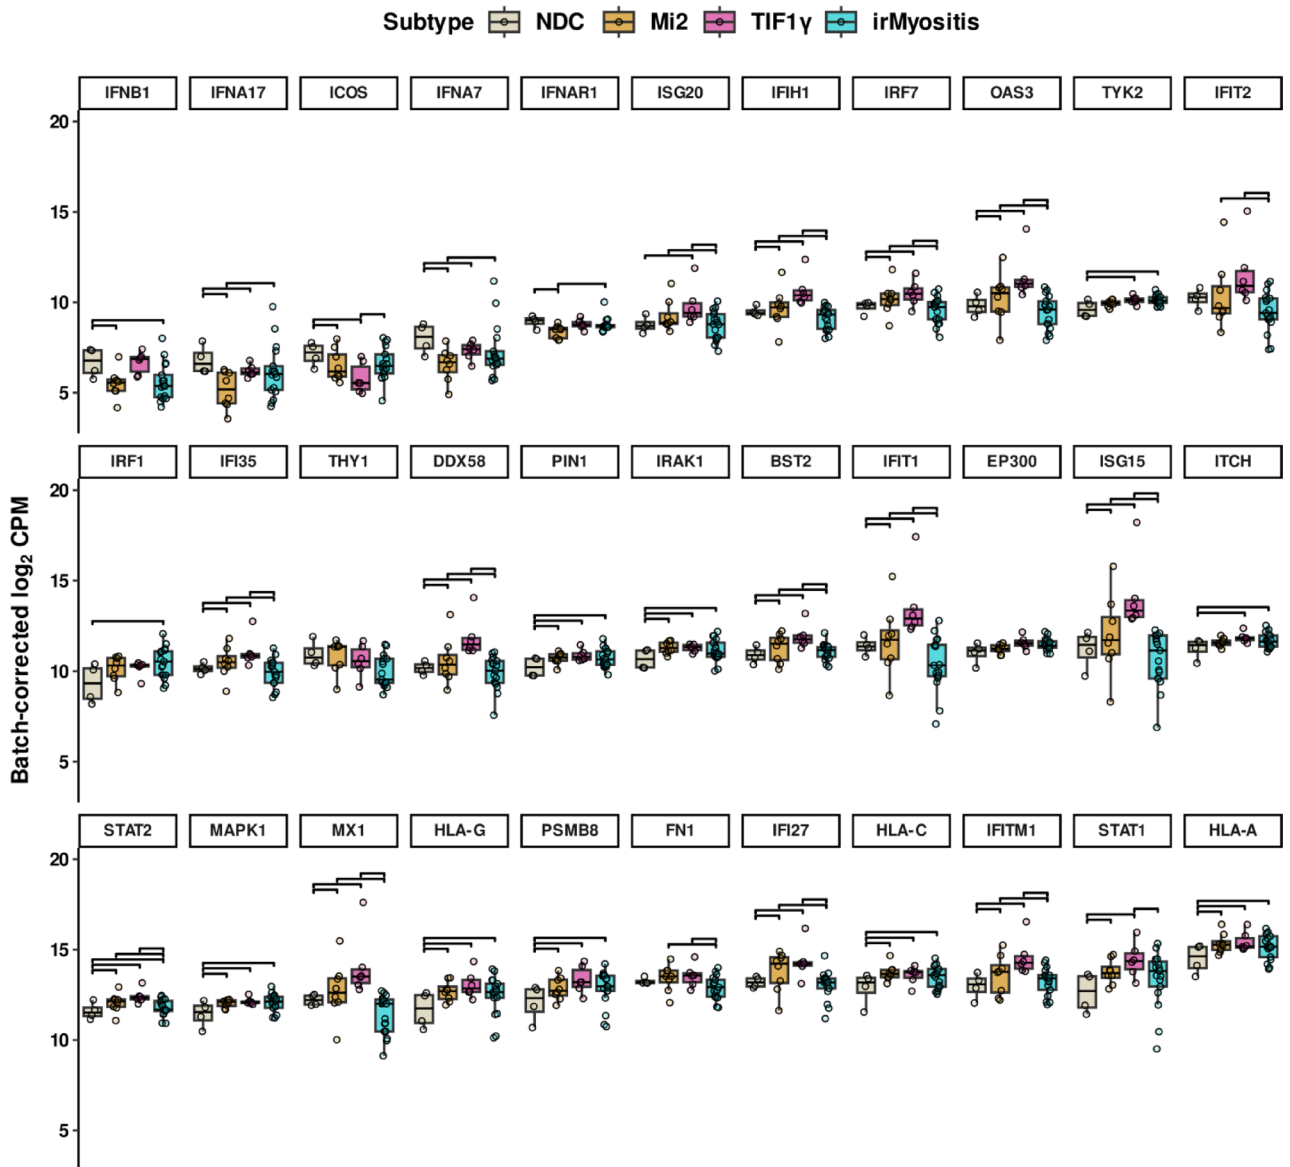 Subtype NDC Mi2 TIF1γ irMyositis
IFNB1 IFNA17 ICOS IFNA7 IFNAR1 ISG20 IFIH1 IRF7 OAS3 TYK2 IFIT2
20
15
10
5
IRF1 IFI35 THY1 DDX58 PIN1 IRAK1 BST2 IFIT1 EP300 ISG15 ITCH
20
15
10
5
Batch-corrected log₂ CPM
STAT2 MAPK1 MX1 HLA-G PSMB8 FN1 IFI27 HLA-C IFITM1 STAT1 HLA-A
20
15
10
5